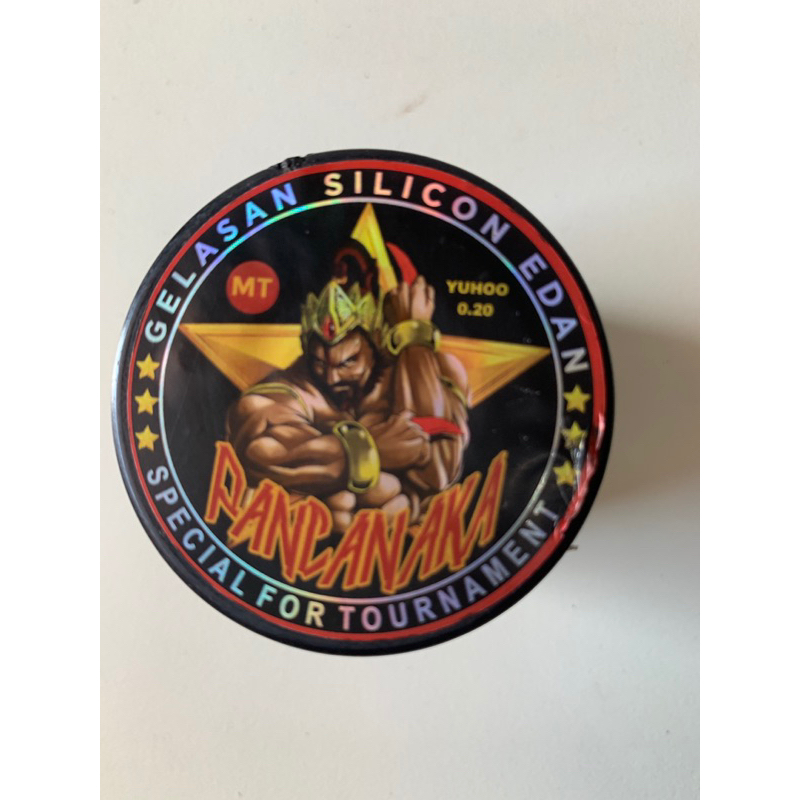 GELASAN SILICON EDAN
MT
YUHOO
0.20
PANCANAKA
SPECIAL FOR TOURNAMENT